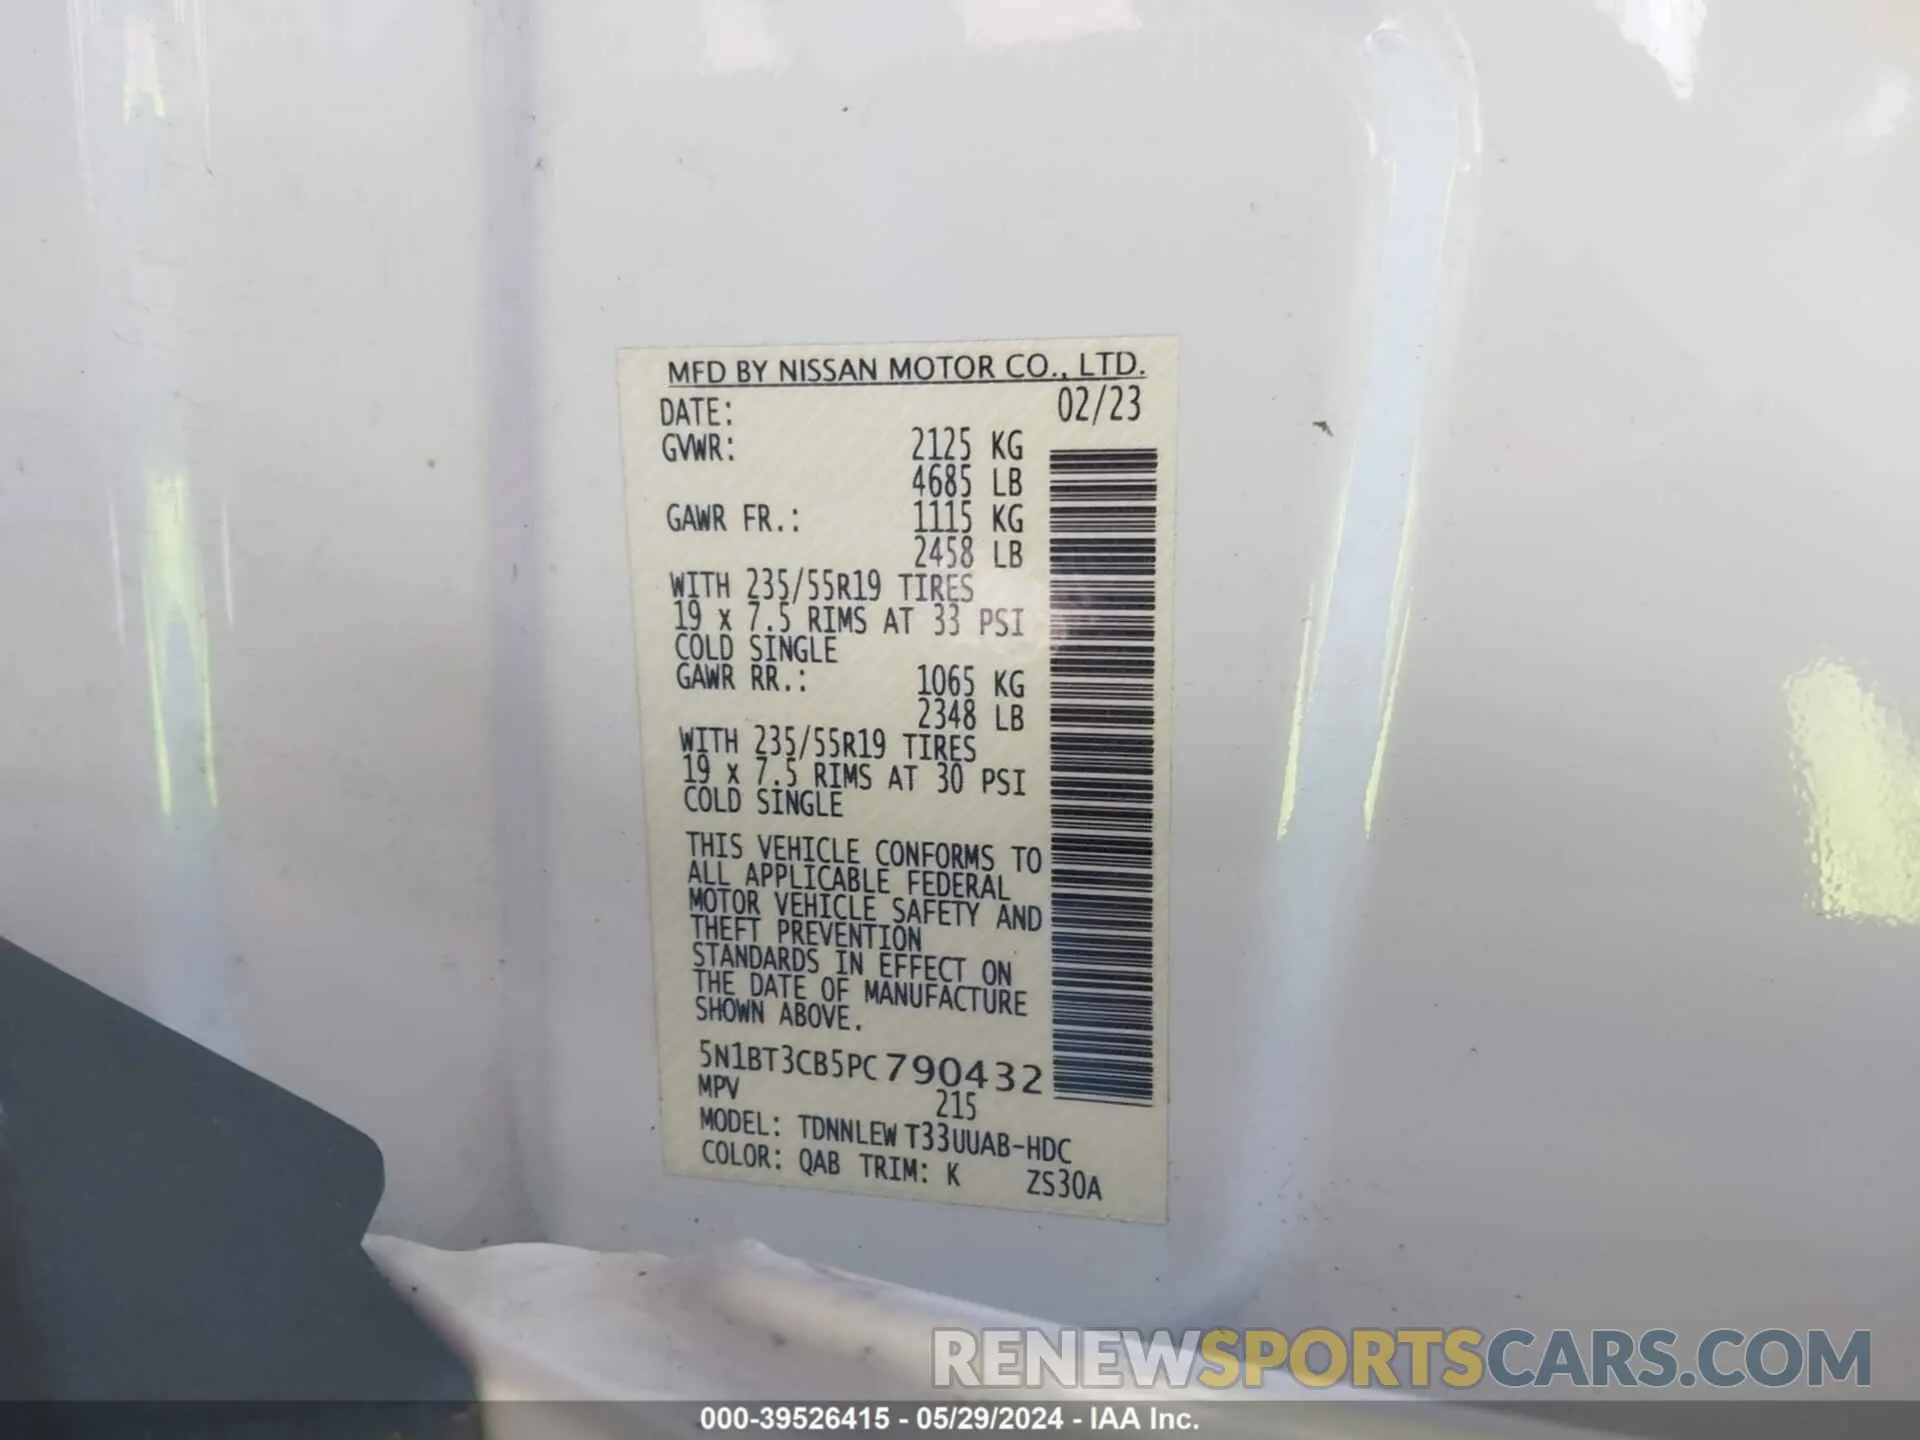 MFD BY NISSAN MOTOR CO., LTD.
DATE: 02/23
GVWR: 2125 KG
4685 LB
GAWR FR.: 1115 KG
2458 LB
WITH 235/55R19 TIRES
19 x 7.5 RIMS AT 33 PSI
COLD SINGLE
GAWR RR.: 1065 KG
2348 LB
WITH 235/55R19 TIRES
19 x 7.5 RIMS AT 30 PSI
COLD SINGLE
THIS VEHICLE CONFORMS TO
ALL APPLICABLE FEDERAL
MOTOR VEHICLE SAFETY AND
THEFT PREVENTION
STANDARDS IN EFFECT ON
THE DATE OF MANUFACTURE
SHOWN ABOVE.
5N1BT3CB5PC790432
MPV 215
MODEL: TDNNLEW T33UUAB-HDC
COLOR: QAB TRIM: K ZS30A
RENEWSPORTSCARS.COM
000-39526415 - 05/29/2024 - IAA Inc.